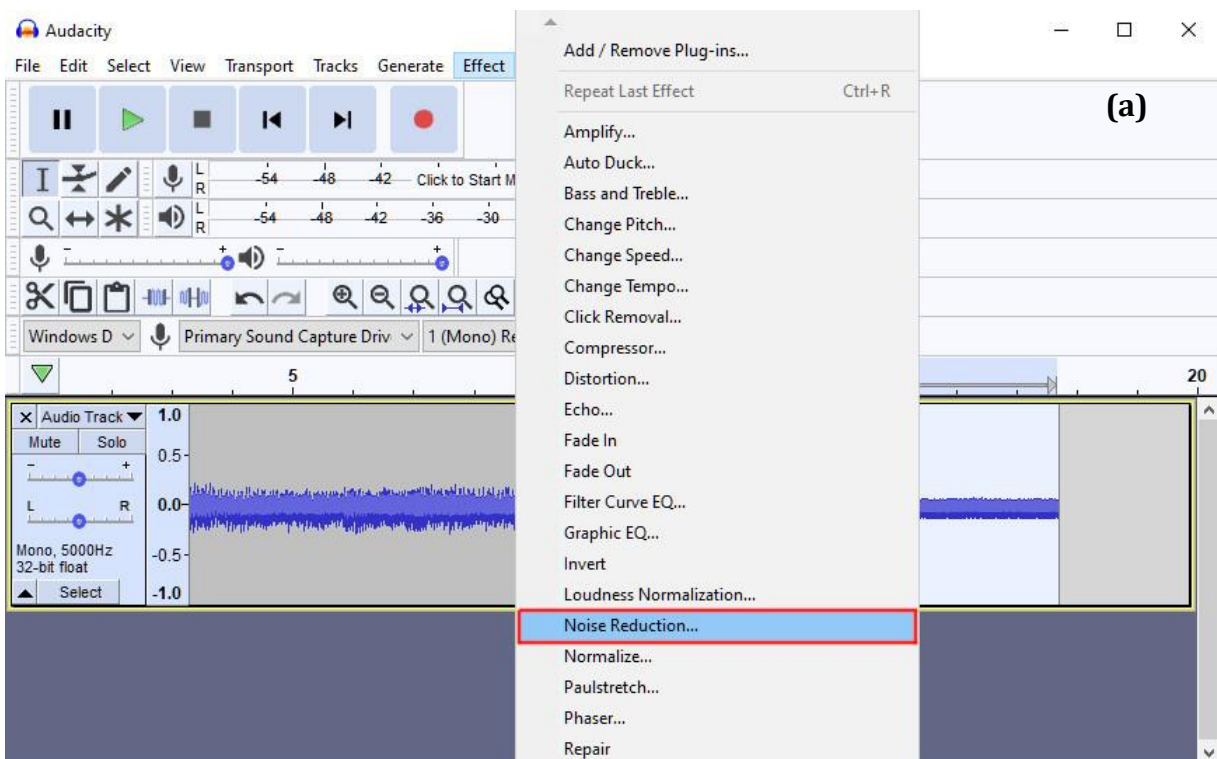 Audacity
File Edit Select View Transport Tracks Generate Effect
Add / Remove Plug-ins...
Repeat Last Effect Ctrl+R
(a)
Amplify...
Auto Duck...
Bass and Treble...
Change Pitch...
Change Speed...
Change Tempo...
Click Removal...
Compressor...
Distortion...
Echo...
Fade In
Fade Out
Filter Curve EQ...
Graphic EQ...
Invert
Loudness Normalization...
Noise Reduction...
Normalize...
Paulstretch...
Phaser...
Repair
L
R
-54 -48 -42 Click to Start M
L
R
-54 -48 -42 -36 -30
- + - +
Windows D Primary Sound Capture Driv 1 (Mono) Re
5 20
Audio Track 1.0
Mute Solo 0.5
- +
L R 0.0
Mono, 5000Hz -0.5
32-bit float
Select -1.0